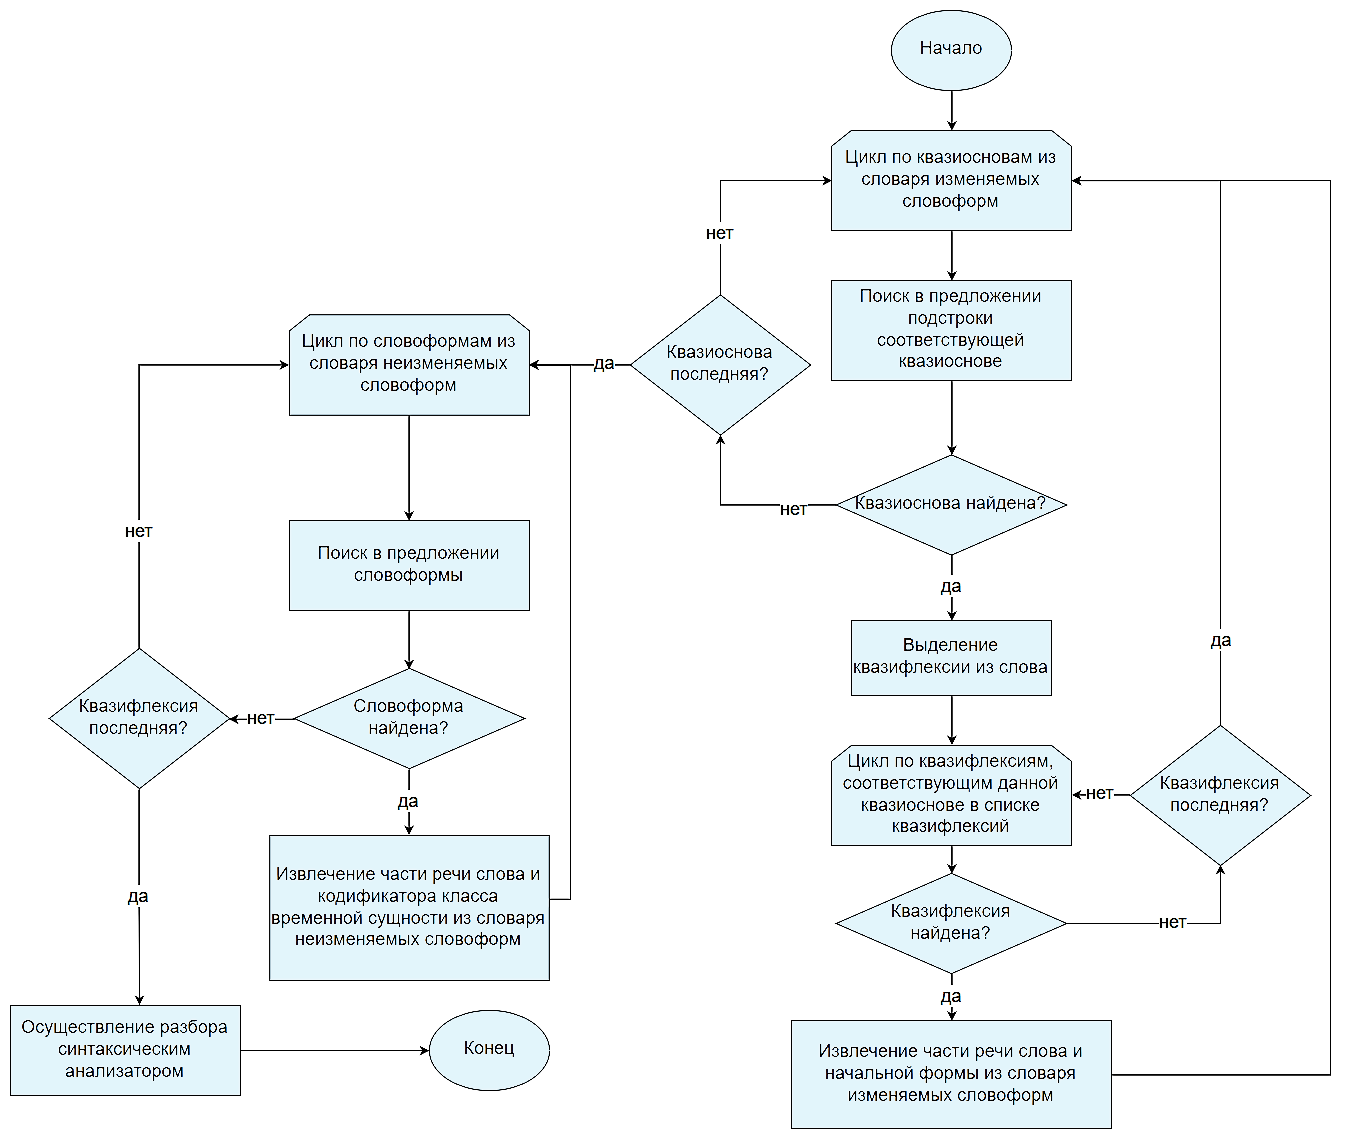 Начало
Цикл по квазиосновам из
словаря изменяемых
словоформ
нет
Поиск в предложении
подстроки
соответствующей
квазиоснове
Квазиоснова
последняя?
да
Цикл по словоформам из
словаря неизменяемых
словоформ
Квазиоснова найдена?
нет
да
нет
Поиск в предложении
словоформы
Выделение
квазифлексии из слова
да
Словоформа
найдена?
нет
Квазифлексия
последняя?
Цикл по квазифлексиям,
соответствующим данной
квазиоснове в списке
квазифлексий
нет
Квазифлексия
последняя?
да
Извлечение части речи слова и
кодификатора класса
временной сущности из словаря
неизменяемых словоформ
да
Квазифлексия
найдена?
нет
да
Осуществление разбора
синтаксическим
анализатором
Конец
Извлечение части речи слова и
начальной формы из словаря
изменяемых словоформ